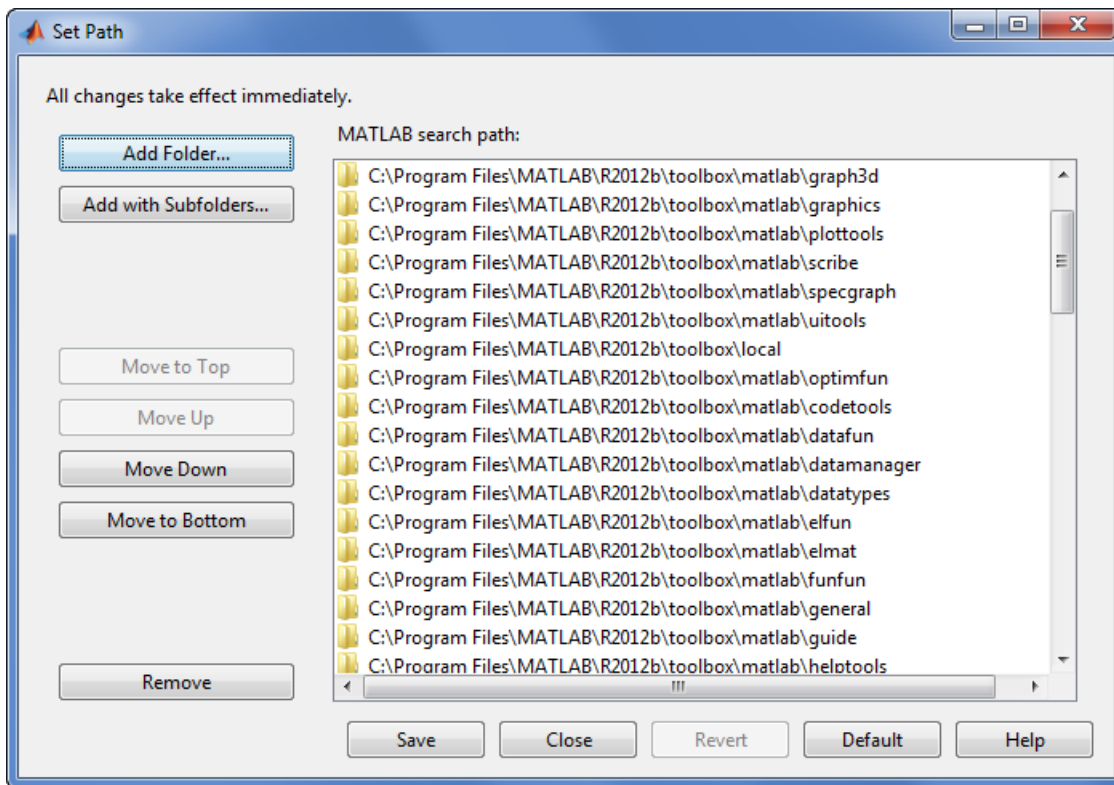 Set Path
All changes take effect immediately.
Add Folder...
Add with Subfolders...
Move to Top
Move Up
Move Down
Move to Bottom
Remove
MATLAB search path:
C:\Program Files\MATLAB\R2012b\toolbox\matlab\graph3d
C:\Program Files\MATLAB\R2012b\toolbox\matlab\graphics
C:\Program Files\MATLAB\R2012b\toolbox\matlab\plottools
C:\Program Files\MATLAB\R2012b\toolbox\matlab\scribe
C:\Program Files\MATLAB\R2012b\toolbox\matlab\specgraph
C:\Program Files\MATLAB\R2012b\toolbox\matlab\uitools
C:\Program Files\MATLAB\R2012b\toolbox\local
C:\Program Files\MATLAB\R2012b\toolbox\matlab\optimfun
C:\Program Files\MATLAB\R2012b\toolbox\matlab\codetools
C:\Program Files\MATLAB\R2012b\toolbox\matlab\datafun
C:\Program Files\MATLAB\R2012b\toolbox\matlab\datamanager
C:\Program Files\MATLAB\R2012b\toolbox\matlab\datatypes
C:\Program Files\MATLAB\R2012b\toolbox\matlab\elfun
C:\Program Files\MATLAB\R2012b\toolbox\matlab\elmat
C:\Program Files\MATLAB\R2012b\toolbox\matlab\funfun
C:\Program Files\MATLAB\R2012b\toolbox\matlab\general
C:\Program Files\MATLAB\R2012b\toolbox\matlab\guide
C:\Program Files\MATLAB\R2012b\toolbox\matlab\helptools
Save
Close
Revert
Default
Help